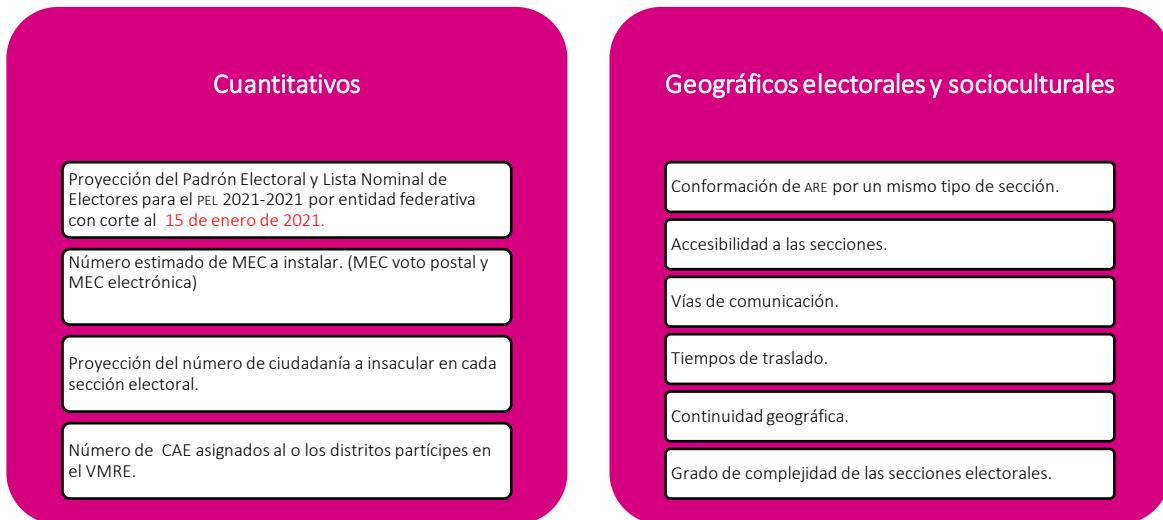 Cuantitativos
Proyección del Padrón Electoral y Lista Nominal de
Electores para el PEL 2021-2021 por entidad federativa
con corte al 15 de enero de 2021.
Número estimado de MEC a instalar. (MEC voto postal y
MEC electrónica)
Proyección del número de ciudadanía a insacular en cada
sección electoral.
Número de CAE asignados al o los distritos partícipes en
el VMRE.
Geográficos electorales y socioculturales
Conformación de ARE por un mismo tipo de sección.
Accesibilidad a las secciones.
Vías de comunicación.
Tiempos de traslado.
Continuidad geográfica.
Grado de complejidad de las secciones electorales.